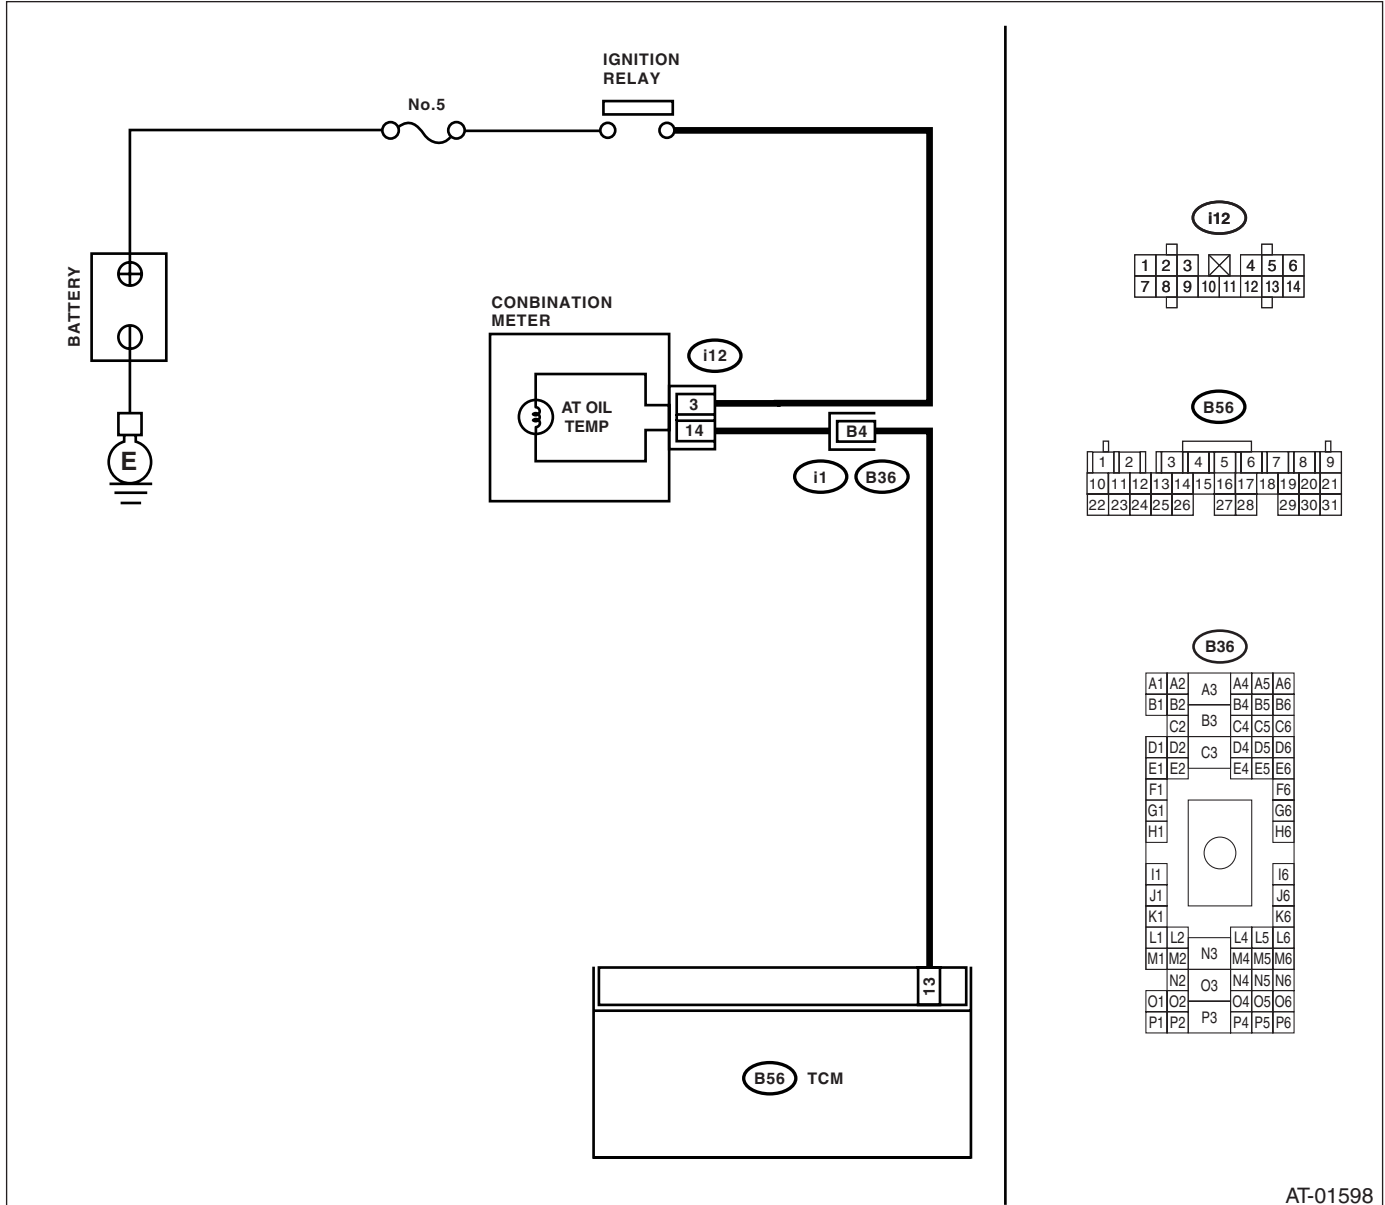 IGNITION
RELAY
No.5
BATTERY
CONBINATION
METER
i12
AT OIL
TEMP
3
14
B4
i1 B36
E
13
B56 TCM
i12
1 2 3 4 5 6
7 8 9 10 11 12 13 14
B56
1 2 3 4 5 6 7 8 9
10 11 12 13 14 15 16 17 18 19 20 21
22 23 24 25 26 27 28 29 30 31
B36
A1 A2 A3 A4 A5 A6
B1 B2 B3 B4 B5 B6
C2 C3 C4 C5 C6
D1 D2 D4 D5 D6
E1 E2 E4 E5 E6
F1 F6
G1 G6
H1 H6
I1 I6
J1 J6
K1 K6
L1 L2 L4 L5 L6
M1 M2 N3 M4 M5 M6
N2 O3 N4 N5 N6
O1 O2 O4 O5 O6
P1 P2 P3 P4 P5 P6
AT-01598